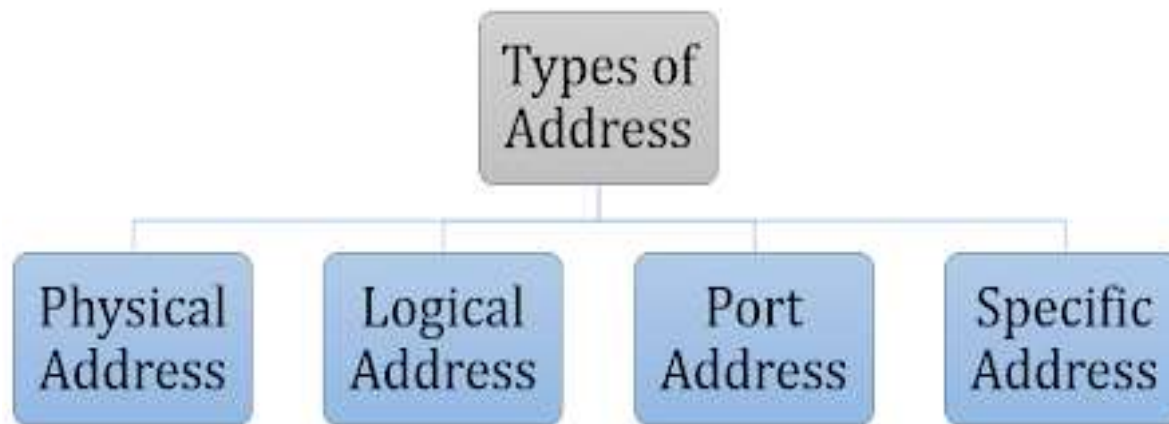 Types of
Address
Physical
Address
Logical
Address
Port
Address
Specific
Address